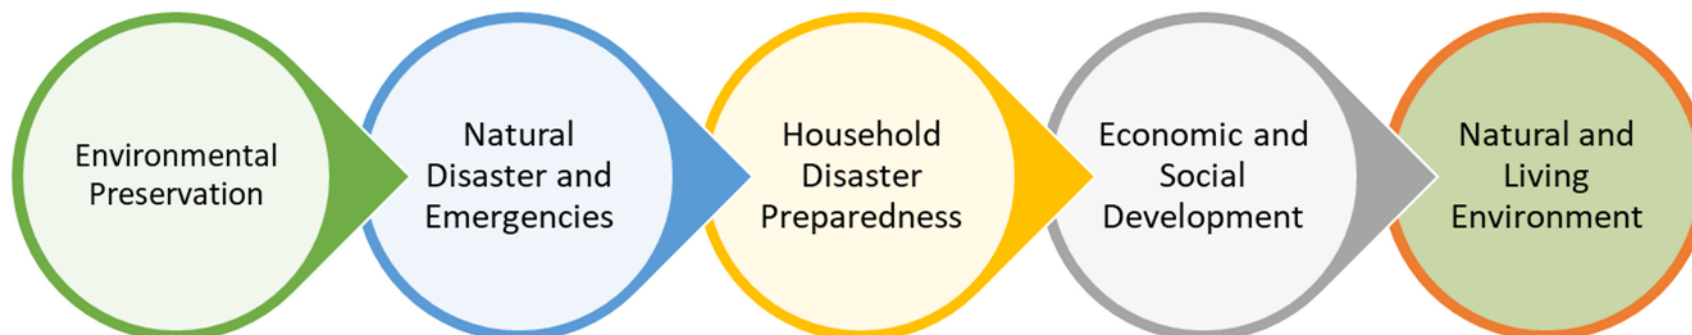 Environmental
Preservation
Natural
Disaster and
Emergencies
Household
Disaster
Preparedness
Economic and
Social
Development
Natural and
Living
Environment